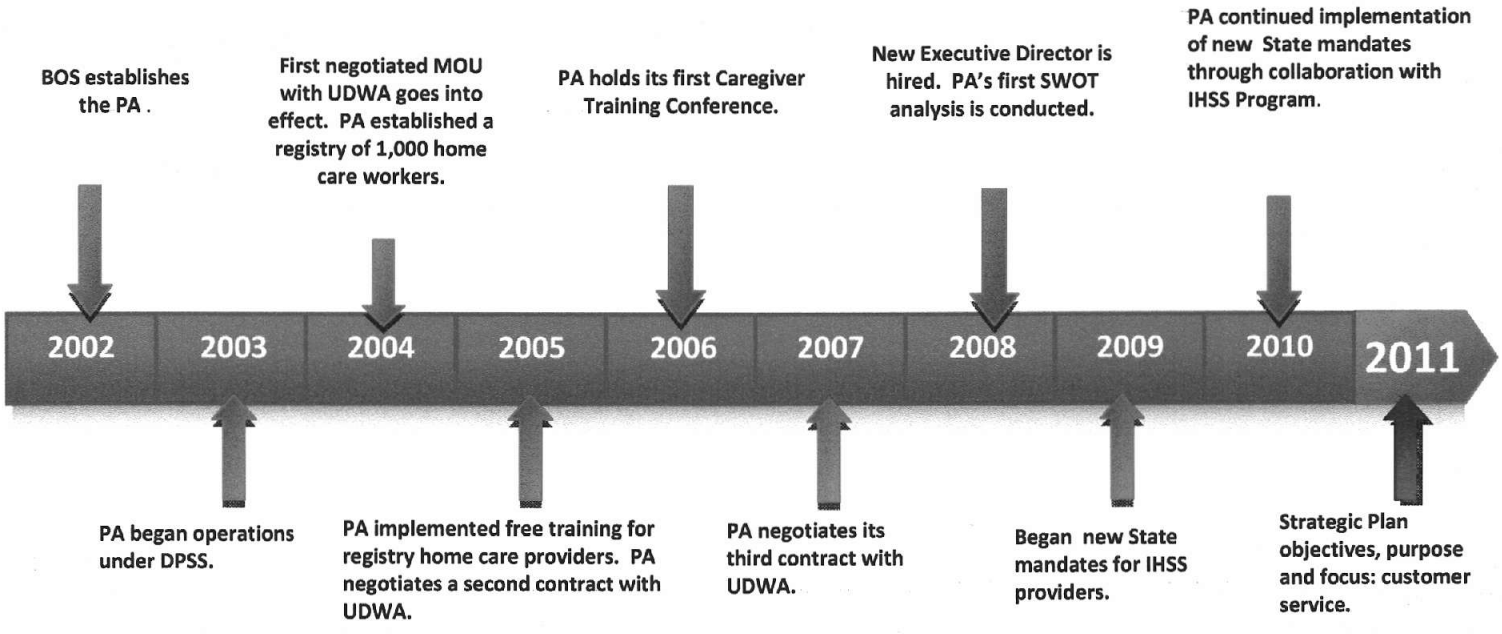 BOS establishes
the PA .
First negotiated MOU
with UDWA goes into
effect. PA established a
registry of 1,000 home
care workers.
PA holds its first Caregiver
Training Conference.
New Executive Director is
hired. PA’s first SWOT
analysis is conducted.
PA continued implementation
of new State mandates
through collaboration with
IHSS Program.
2002
2003
2004
2005
2006
2007
2008
2009
2010
2011
PA began operations
under DPSS.
PA implemented free training for
registry home care providers. PA
negotiates a second contract with
UDWA.
PA negotiates its
third contract with
UDWA.
Began new State
mandates for IHSS
providers.
Strategic Plan
objectives, purpose
and focus: customer
service.